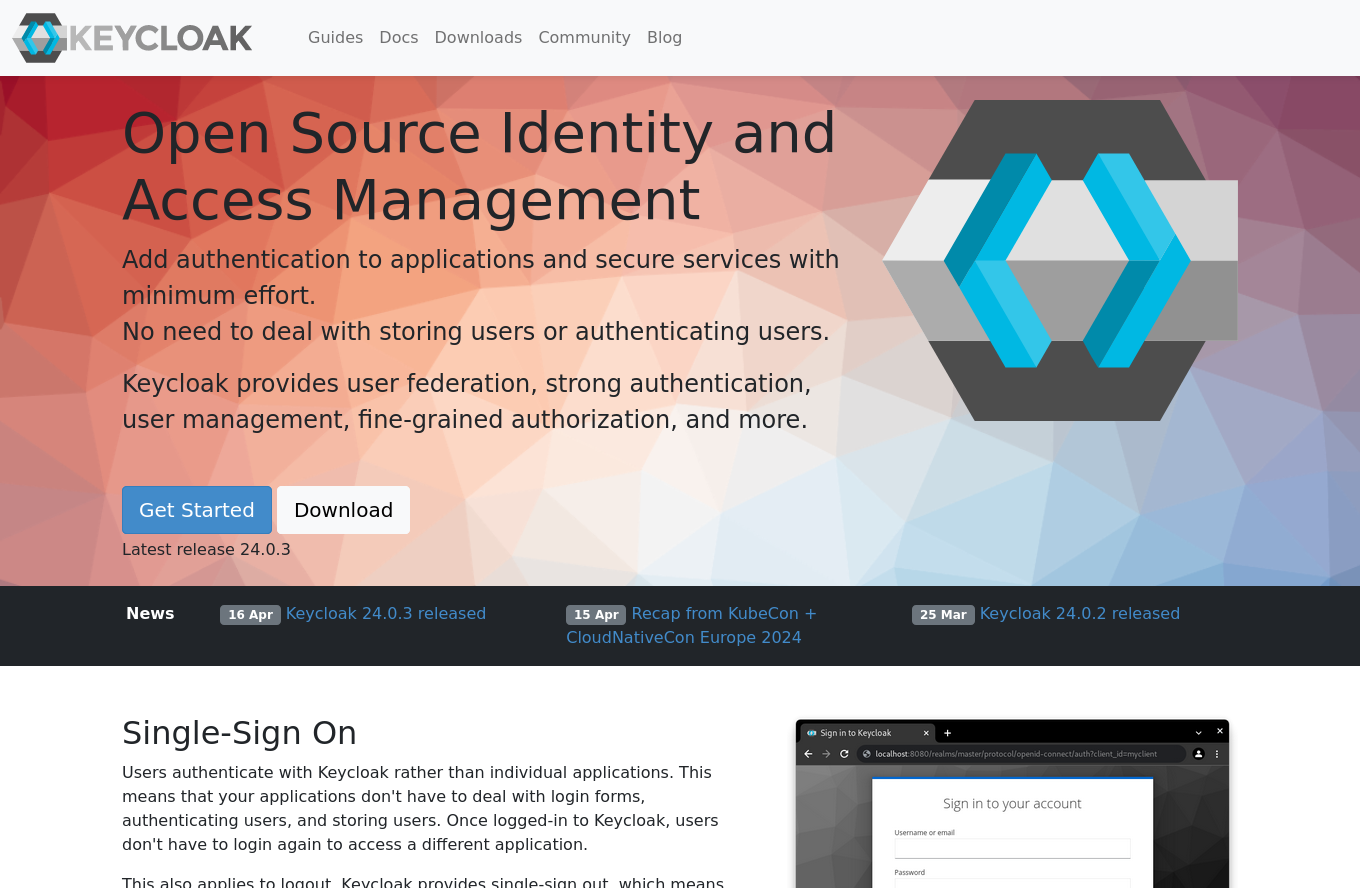 KEYCLOAK
Guides Docs Downloads Community Blog
Open Source Identity and
Access Management
Add authentication to applications and secure services with
minimum effort.
No need to deal with storing users or authenticating users.
Keycloak provides user federation, strong authentication,
user management, fine-grained authorization, and more.
Get Started Download
Latest release 24.0.3
News 16 Apr Keycloak 24.0.3 released 15 Apr Recap from KubeCon + 25 Mar Keycloak 24.0.2 released
CloudNativeCon Europe 2024
Single-Sign On
Users authenticate with Keycloak rather than individual applications. This
means that your applications don't have to deal with login forms,
authenticating users, and storing users. Once logged-in to Keycloak, users
don't have to login again to access a different application.
This also applies to logout. Keycloak provides single-sign out, which means
Sign in to Keycloak
localhost:8080/realms/master/protocol/openid-connect/auth?client_id=myclient
Sign in to your account
Username or email
Password